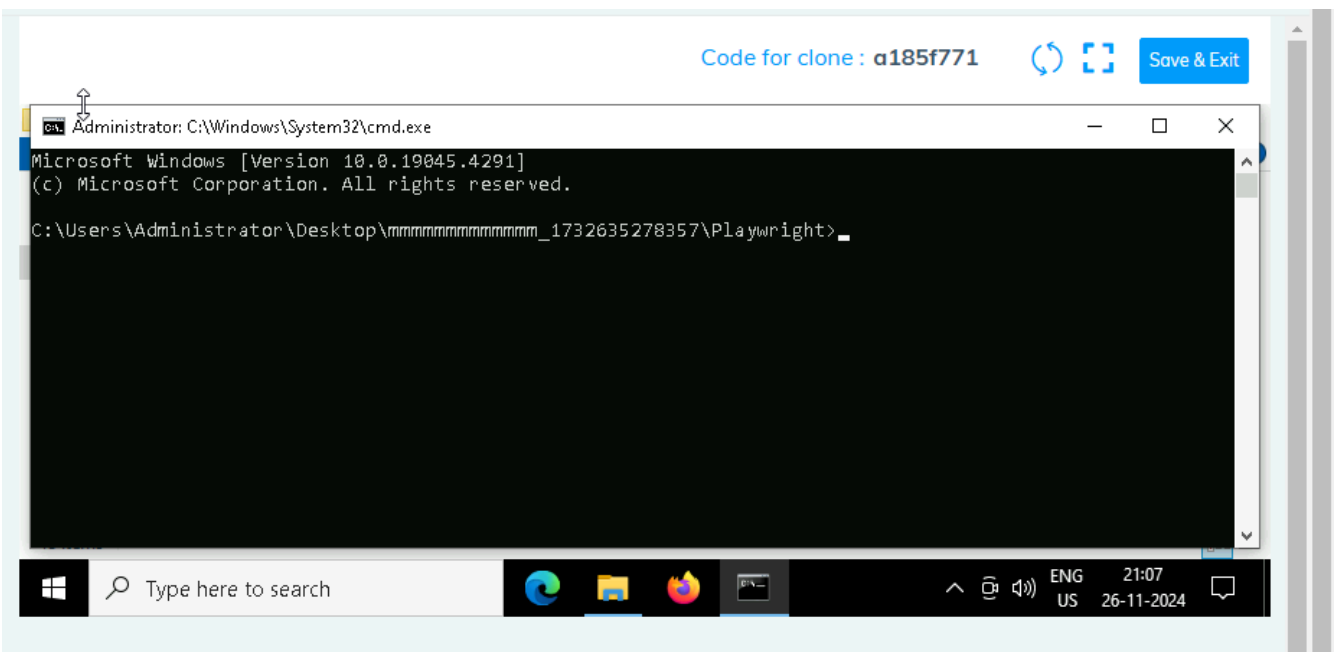 Code for clone : a185f771
Save & Exit
Administrator: C:\Windows\System32\cmd.exe
Microsoft Windows [Version 10.0.19045.4291]
(c) Microsoft Corporation. All rights reserved.
C:\Users\Administrator\Desktop\mmmmmmmmmmmmmm_1732635278357\Playwright>
Type here to search
ENG
US
21:07
26-11-2024